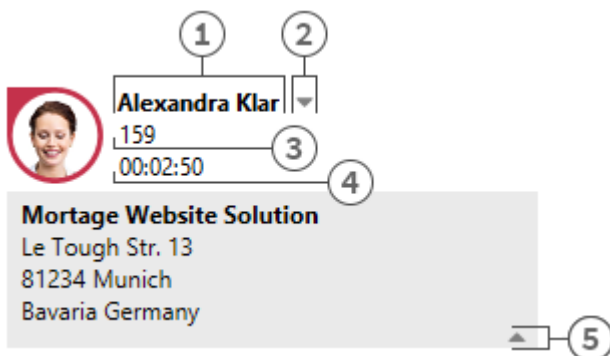 1 2
Alexandra Klar
159
3
00:02:50
4
Mortage Website Solution
Le Tough Str. 13
81234 Munich
Bavaria Germany
5